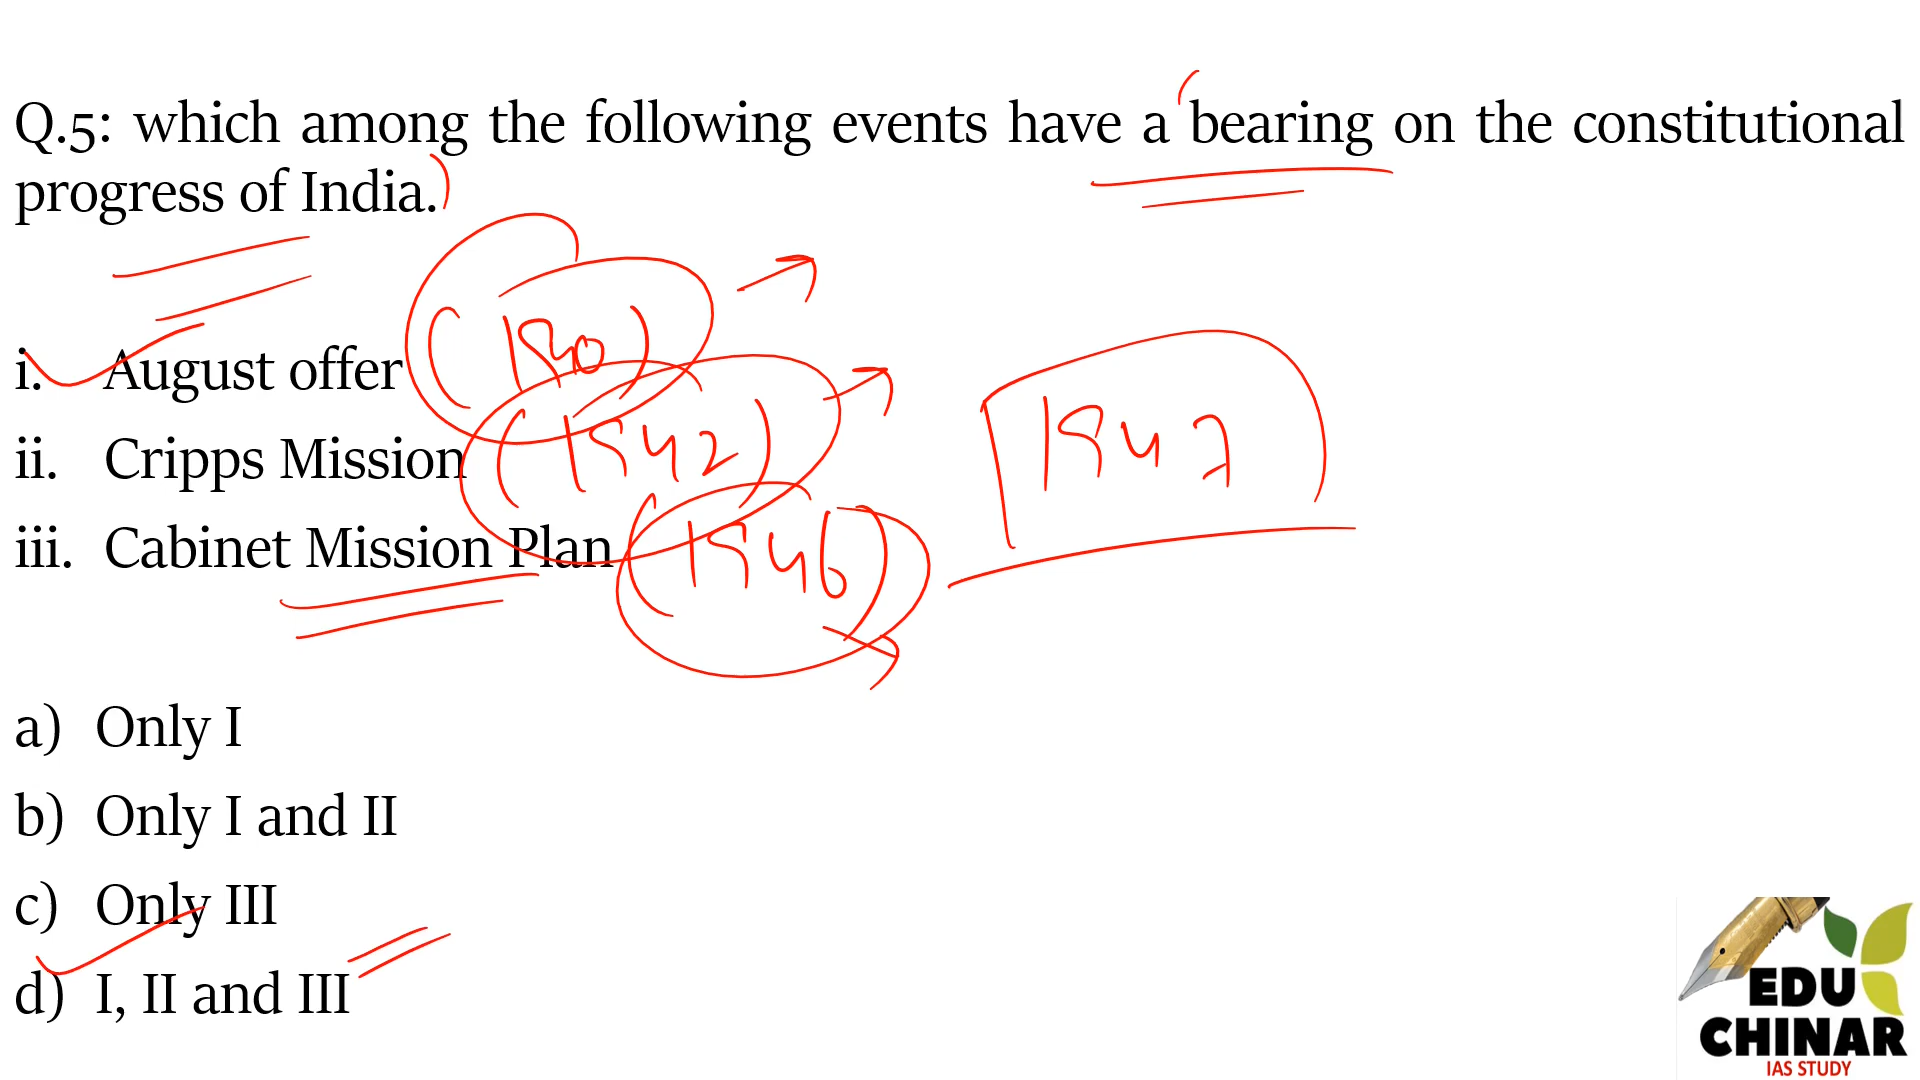 Q.5: which among the following events have a bearing on the constitutional
progress of India.
i. August offer (1940)
ii. Cripps Mission (1942)
1947
iii. Cabinet Mission Plan (1946)
a) Only I
b) Only I and II
c) Only III
d) I, II and III
EDU
CHINAR
IAS STUDY